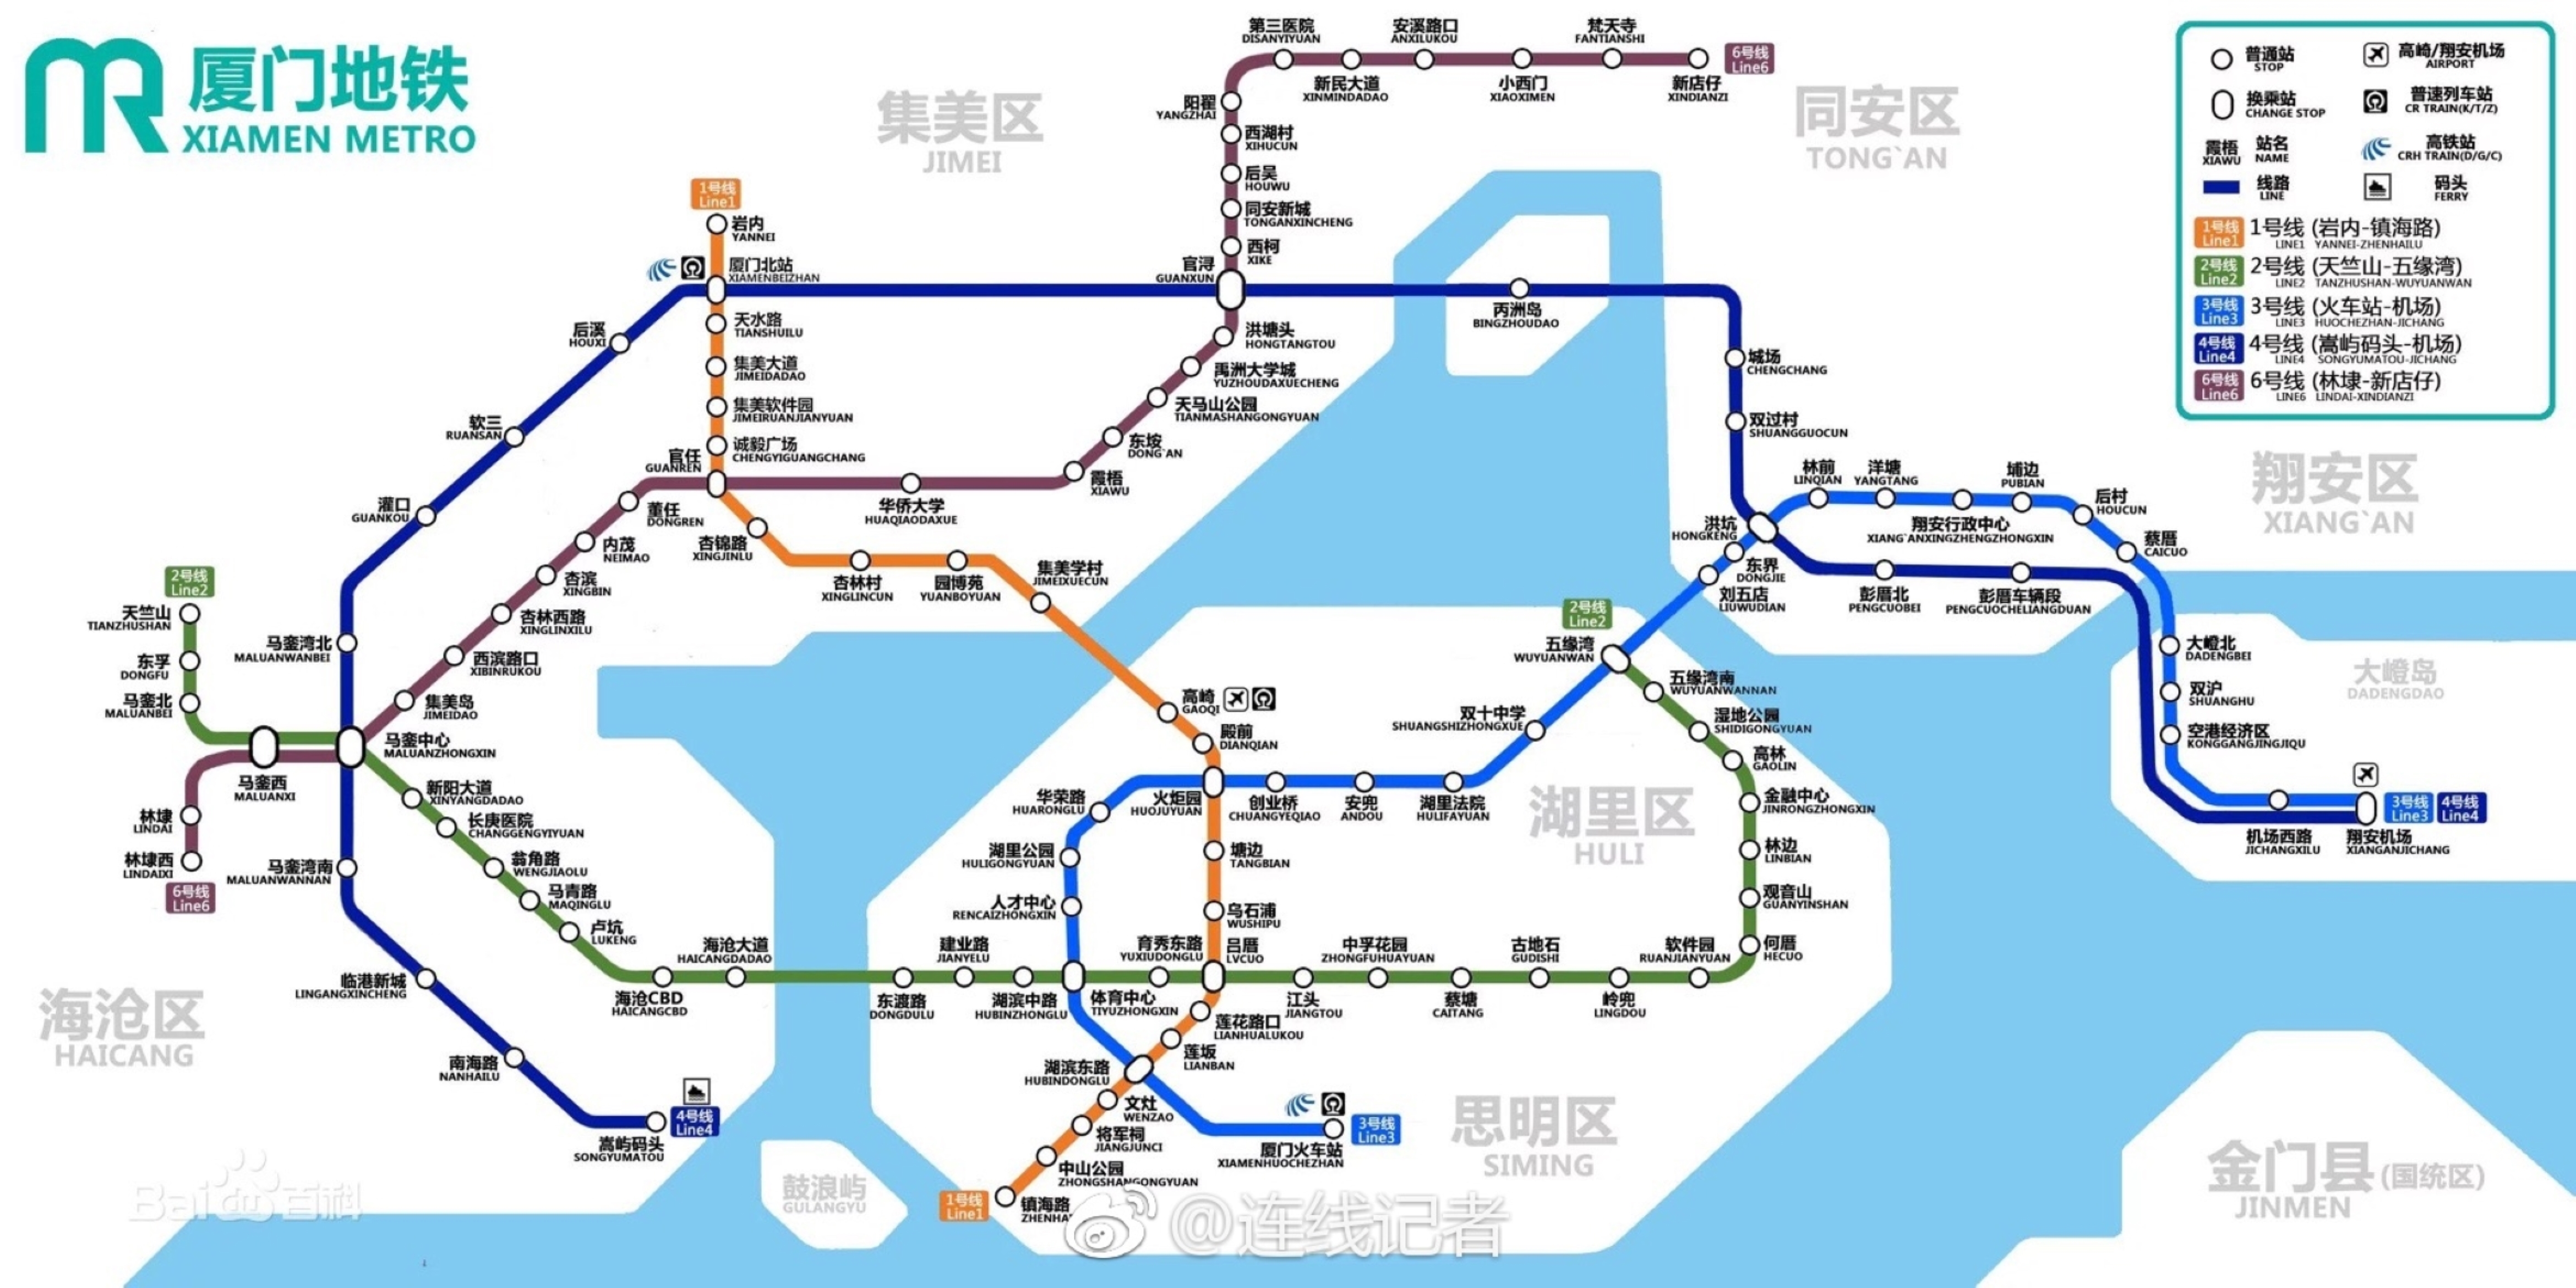 厦门地铁
XIAMEN METRO
集美区
JIMEI
同安区
TONG`AN
翔安区
XIANG`AN
海沧区
HAICANG
湖里区
HULI
思明区
SIMING
鼓浪屿
GULANGYU
大嶝岛
DADENGDAO
金门县(国统区)
JINMEN
普通站
STOP
换乘站
CHANGE STOP
霞梧
XIAWU
站名
NAME
线路
LINE
高崎/翔安机场
AIRPORT
普速列车站
CR TRAIN(K/T/Z)
高铁站
CRH TRAIN(D/G/C)
码头
FERRY
1号线
Line1
1号线 (岩内-镇海路)
LINE1 YANNEI-ZHENHAILU
2号线
Line2
2号线 (天竺山-五缘湾)
LINE2 TANZHUSHAN-WUYUANWAN
3号线
Line3
3号线 (火车站-机场)
LINE3 HUOCHEZHAN-JICHANG
4号线
Line4
4号线 (嵩屿码头-机场)
LINE4 SONGYUMATOU-JICHANG
6号线
Line6
6号线 (林埭-新店仔)
LINE6 LINDAI-XINDIANZI
第三医院
DISANYIYUAN
新民大道
XINMINDADAO
安溪路口
ANXILUKOU
小西门
XIAOXIMEN
梵天寺
FANTIANSHI
新店仔
XINDIANZI
6号线
Line6
阳翟
YANGZHAI
西湖村
XIHUCUN
后吴
HOUWU
同安新城
TONGANXINCHENG
西柯
XIKE
官浔
GUANXUN
洪塘头
HONGTANGTOU
禹洲大学城
YUZHOUDAXUECHENG
天马山公园
TIANMASHANGONGYUAN
东垵
DONG`AN
霞梧
XIAWU
华侨大学
HUAQIAODAXUE
官任
GUANREN
董任
DONGREN
内茂
NEIMAO
杏滨
XINGBIN
杏林西路
XINGLINXILU
西滨路口
XIBINRUKOU
集美岛
JIMEIDAO
马銮中心
MALUANZHONGXIN
马銮西
MALUANXI
林埭
LINDAI
林埭西
LINDAIXI
6号线
Line6
1号线
Line1
岩内
YANNEI
厦门北站
XIAMENBEIZHAN
天水路
TIANSHUILU
集美大道
JIMEIDADAO
集美软件园
JIMEIRUANJIANYUAN
诚毅广场
CHENGYIGUANGCHANG
杏锦路
XINGJINLU
杏林村
XINGLINCUN
园博苑
YUANBOYUAN
集美学村
JIMEIXUECUN
高崎
GAOQI
殿前
DIANQIAN
火炬园
HUOJUYUAN
塘边
TANGBIAN
乌石浦
WUSHIPU
吕厝
LVCUO
莲花路口
LIANHUALUKOU
莲坂
LIANBAN
湖滨东路
HUBINDONGLU
文灶
WENZAO
将军祠
JIANGJUNCI
中山公园
ZHONGSHANGONGYUAN
镇海路
1号线
Line1
后溪
HOUXI
软三
RUANSAN
灌口
GUANKOU
马銮湾北
MALUANWANBEI
马銮湾南
MALUANWANNAN
临港新城
LINGANGXINCHENG
南海路
NANHAILU
嵩屿码头
SONGYUMATOU
4号线
Line4
丙洲岛
BINGZHOUDAO
城场
CHENGCHANG
双过村
SHUANGGUOCUN
洪坑
HONGKENG
彭厝北
PENGCUOBEI
彭厝车辆段
PENGCUOCHELIANGDUAN
2号线
Line2
天竺山
TIANZHUSHAN
东孚
DONGFU
马銮北
MALUANBEI
新阳大道
XINYANGDADAO
长庚医院
CHANGGENGYIYUAN
翁角路
WENGJIAOLU
马青路
MAQINGLU
卢坑
LUKENG
海沧CBD
HAICANGCBD
海沧大道
HAICANGDADAO
东渡路
DONGDULU
建业路
JIANYELU
湖滨中路
HUBINZHONGLU
体育中心
TIYUZHONGXIN
育秀东路
YUXIUDONGLU
江头
JIANGTOU
中孚花园
ZHONGFUHUAYUAN
蔡塘
CAITANG
古地石
GUDISHI
岭兜
LINGDOU
软件园
RUANJIANYUAN
何厝
HECUO
观音山
GUANYINSHAN
林边
LINBIAN
金融中心
JINRONGZHONGXIN
高林
GAOLIN
湿地公园
SHIDIGONGYUAN
五缘湾南
WUYUANWANNAN
五缘湾
WUYUANWAN
2号线
Line2
厦门火车站
XIAMENHUOCHEZHAN
3号线
Line3
人才中心
RENCAIZHONGXIN
湖里公园
HULIGONGYUAN
华荣路
HUARONGLU
创业桥
CHUANGYEQIAO
安兜
ANDOU
湖里法院
HULIFAYUAN
双十中学
SHUANGSHIZHONGXUE
刘五店
LIUWUDIAN
东界
DONGJIE
林前
LINQIAN
洋塘
YANGTANG
翔安行政中心
XIANG`ANXINGZHENGZHONGXIN
埔边
PUBIAN
后村
HOUCUN
蔡厝
CAICUO
大嶝北
DADENGBEI
双沪
SHUANGHU
空港经济区
KONGGANGJINGJIQU
机场西路
JICHANGXILU
翔安机场
XIANGANJICHANG
3号线
Line3
4号线
Line4
Bai百科
@连线记者